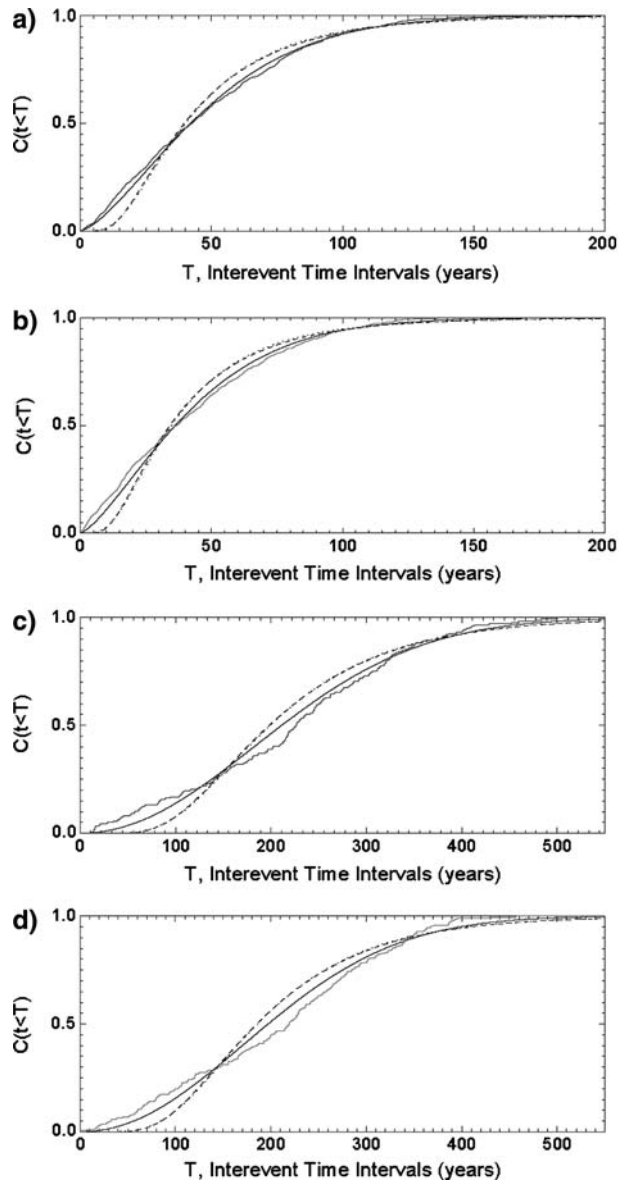 a)
1.0
0.5
0.0
C(t<T)
0 50 100 150 200
T, Interevent Time Intervals (years)
b)
1.0
0.5
0.0
C(t<T)
0 50 100 150 200
T, Interevent Time Intervals (years)
c)
1.0
0.5
0.0
C(t<T)
0 100 200 300 400 500
T, Interevent Time Intervals (years)
d)
1.0
0.5
0.0
C(t<T)
0 100 200 300 400 500
T, Interevent Time Intervals (years)